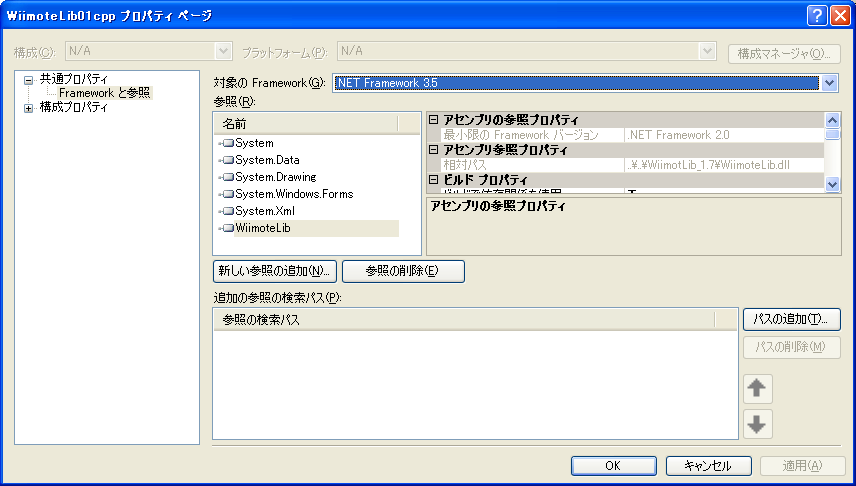 WiimoteLib01cpp プロパティ ページ
構成(C): N/A プラットフォーム(P): N/A 構成マネージャ(O)...
共通プロパティ
Framework と参照
構成プロパティ
対象の Framework(G): .NET Framework 3.5
参照(R):
名前
System
System.Data
System.Drawing
System.Windows.Forms
System.Xml
WiimoteLib
アセンブリの参照プロパティ
最小限の Framework バージョン .NET Framework 2.0
アセンブリ参照プロパティ
相対パス ..¥..¥WiimotLib_1.7¥WiimoteLib.dll
ビルド プロパティ
アセンブリの参照プロパティ
新しい参照の追加(N)... 参照の削除(E)
追加の参照の検索パス(P):
参照の検索パス
パスの追加(T)...
パスの削除(M)
OK キャンセル 適用(A)